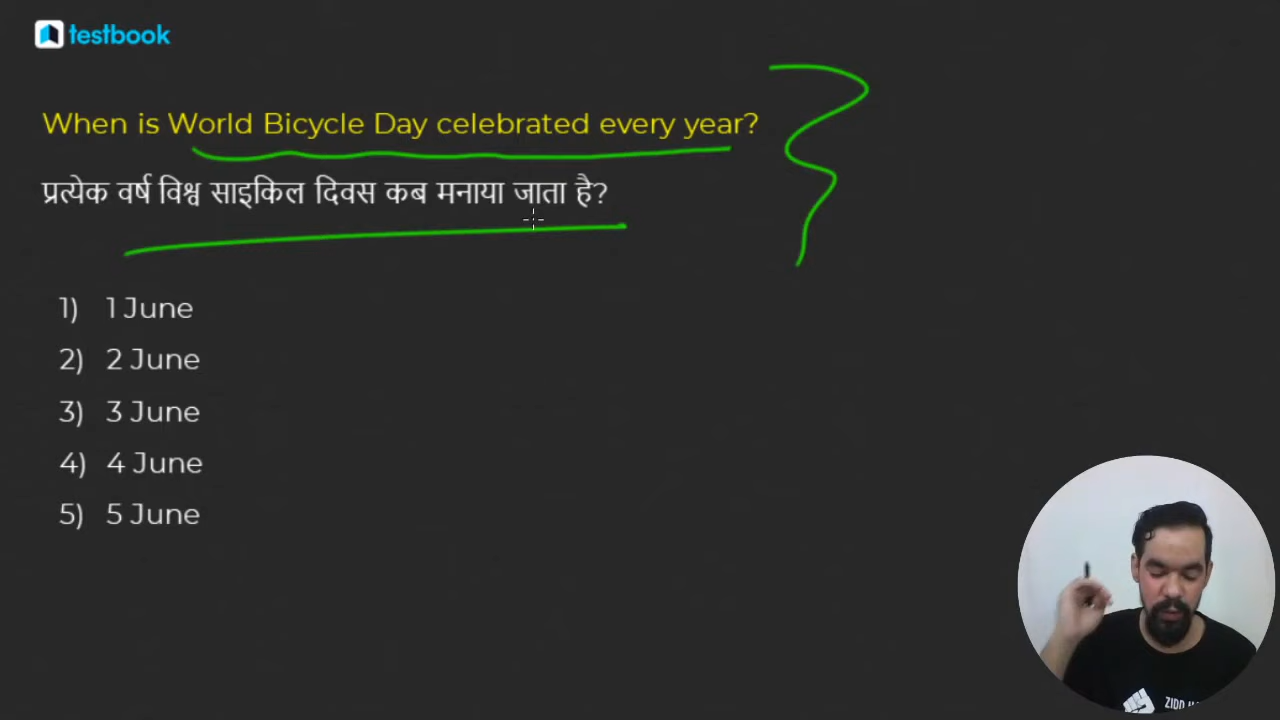 testbook
When is World Bicycle Day celebrated every year?
प्रत्येक वर्ष विश्व साइकिल दिवस कब मनाया जाता है?
1) 1 June
2) 2 June
3) 3 June
4) 4 June
5) 5 June